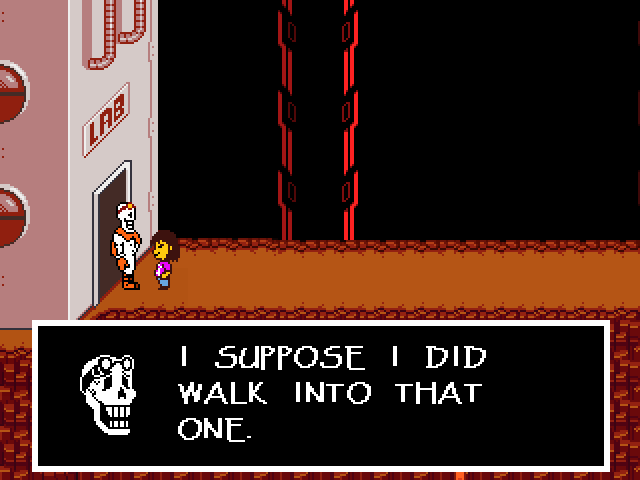 LAB
I SUPPOSE I DID
WALK INTO THAT
ONE.